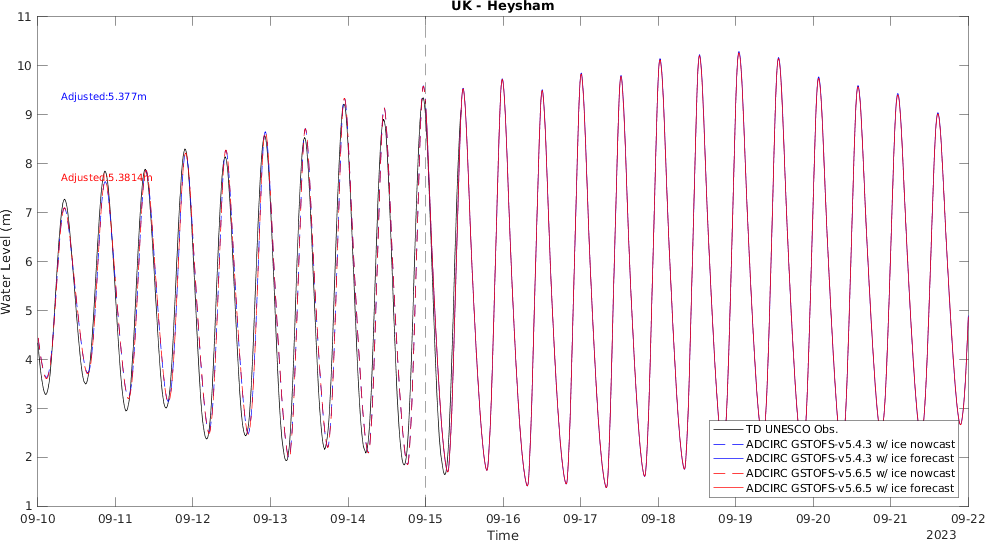 UK - Heysham
11
10
9
8
7
6
5
4
3
2
1
Water Level (m)
Adjusted:5.377m
Adjusted:5.3814m
TD UNESCO Obs.
ADCIRC GSTOFS-v5.4.3 w/ ice nowcast
ADCIRC GSTOFS-v5.4.3 w/ ice forecast
ADCIRC GSTOFS-v5.6.5 w/ ice nowcast
ADCIRC GSTOFS-v5.6.5 w/ ice forecast
09-10 09-11 09-12 09-13 09-14 09-15 09-16 09-17 09-18 09-19 09-20 09-21 09-22
Time
2023